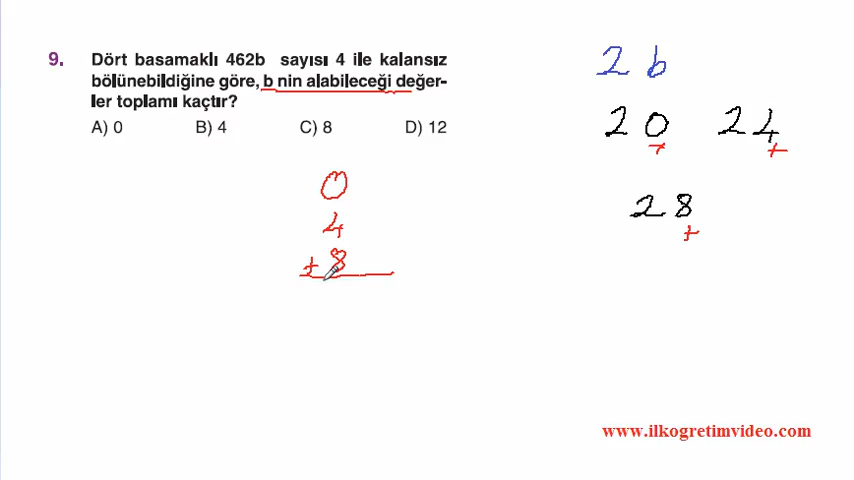 9. Dört basamaklı 462b sayısı 4 ile kalansız
bölünebildiğine göre, b nin alabileceği değer-
ler toplamı kaçtır?
A) 0 B) 4 C) 8 D) 12
2 b
20 24
+ +
28
+
0
4
+ 8
www.ilkogretimvideo.com